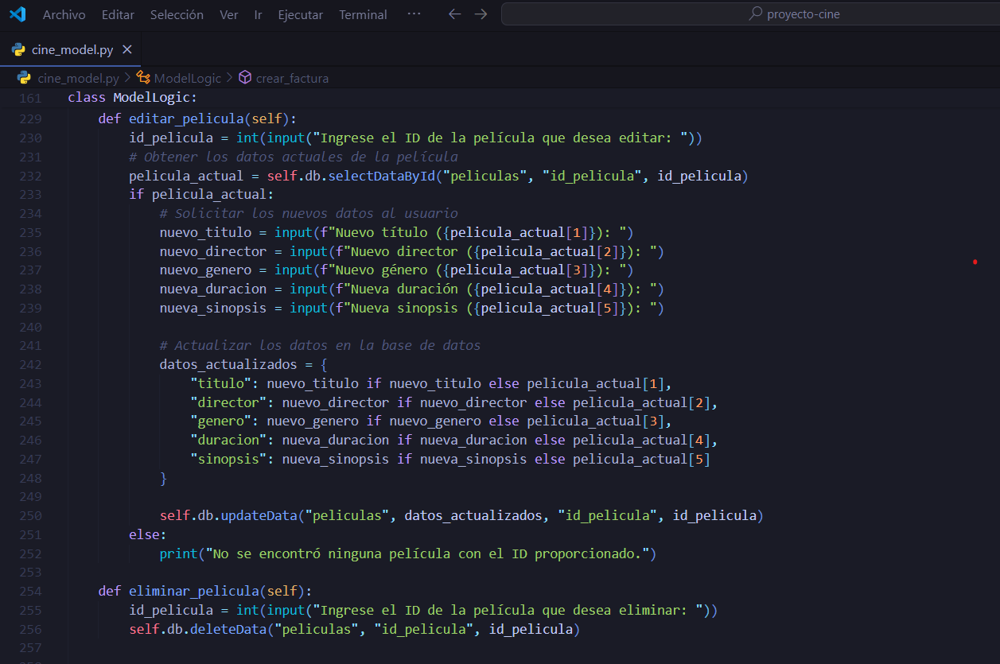 Archivo Editar Selección Ver Ir Ejecutar Terminal ··· proyecto-cine
cine_model.py
cine_model.py > ModelLogic > crear_factura
161 class ModelLogic:
229 def editar_pelicula(self):
230 id_pelicula = int(input("Ingrese el ID de la película que desea editar: "))
231 # Obtener los datos actuales de la película
232 pelicula_actual = self.db.selectDataById("peliculas", "id_pelicula", id_pelicula)
233 if pelicula_actual:
234 # Solicitar los nuevos datos al usuario
235 nuevo_titulo = input(f"Nuevo título ({pelicula_actual[1]}): ")
236 nuevo_director = input(f"Nuevo director ({pelicula_actual[2]}): ")
237 nuevo_genero = input(f"Nuevo género ({pelicula_actual[3]}): ")
238 nueva_duracion = input(f"Nueva duración ({pelicula_actual[4]}): ")
239 nueva_sinopsis = input(f"Nueva sinopsis ({pelicula_actual[5]}): ")
240
241 # Actualizar los datos en la base de datos
242 datos_actualizados = {
243 "titulo": nuevo_titulo if nuevo_titulo else pelicula_actual[1],
244 "director": nuevo_director if nuevo_director else pelicula_actual[2],
245 "genero": nuevo_genero if nuevo_genero else pelicula_actual[3],
246 "duracion": nueva_duracion if nueva_duracion else pelicula_actual[4],
247 "sinopsis": nueva_sinopsis if nueva_sinopsis else pelicula_actual[5]
248 }
249
250 self.db.updateData("peliculas", datos_actualizados, "id_pelicula", id_pelicula)
251 else:
252 print("No se encontró ninguna película con el ID proporcionado.")
253
254 def eliminar_pelicula(self):
255 id_pelicula = int(input("Ingrese el ID de la película que desea eliminar: "))
256 self.db.deleteData("peliculas", "id_pelicula", id_pelicula)
257